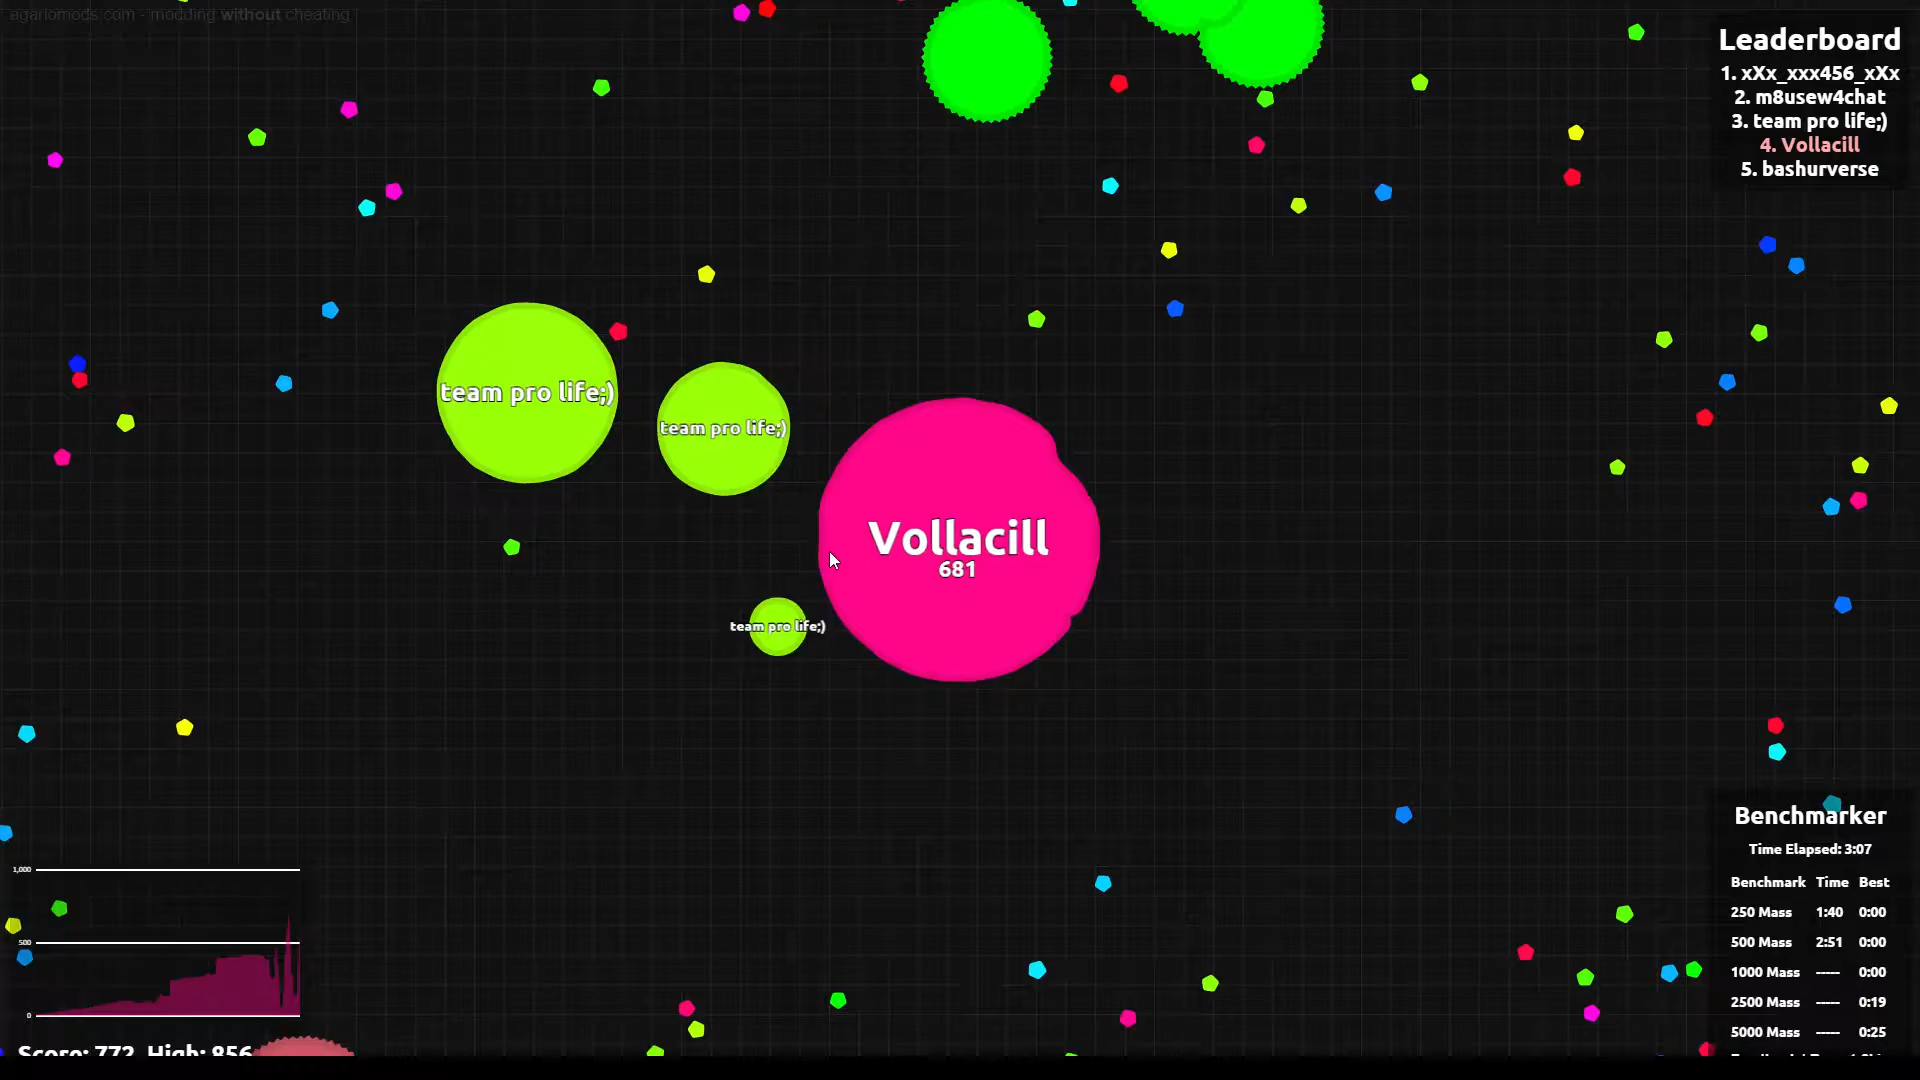 agariomods.com - modding without cheating
Leaderboard
1. xXx_xxx456_xXx
2. m8usew4chat
3. team pro life;)
4. Vollacill
5. bashurverse
team pro life;)
team pro life;)
Vollacill
681
team pro life;)
Benchmarker
Time Elapsed: 3:07
Benchmark Time Best
250 Mass 1:40 0:00
500 Mass 2:51 0:00
1000 Mass ----- 0:00
2500 Mass ----- 0:19
5000 Mass ----- 0:25
1,000
500
0
Score: 772 High: 856